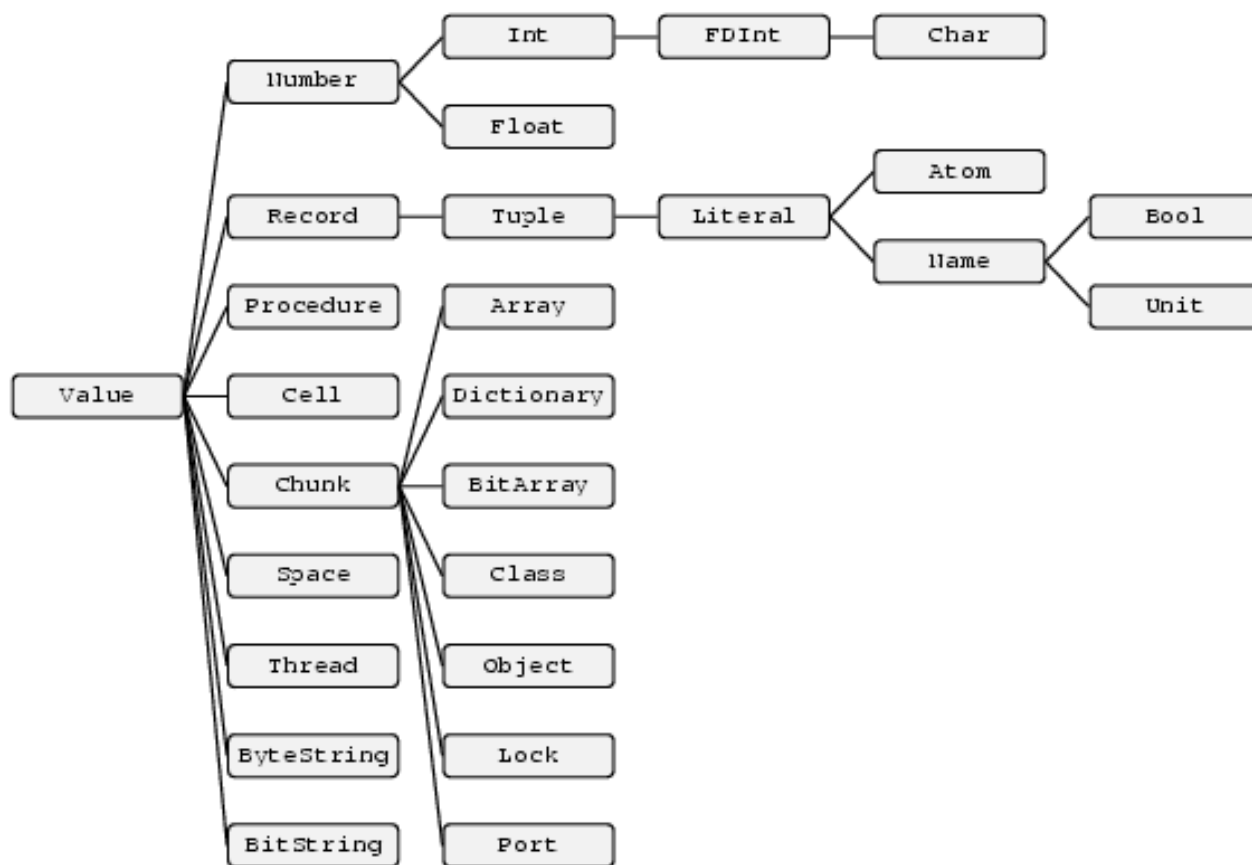 Int
FDInt
Char
Number
Float
Atom
Record
Tuple
Literal
Bool
Name
Procedure
Array
Unit
Value
Cell
Dictionary
Chunk
BitArray
Space
Class
Thread
Object
ByteString
Lock
BitString
Port